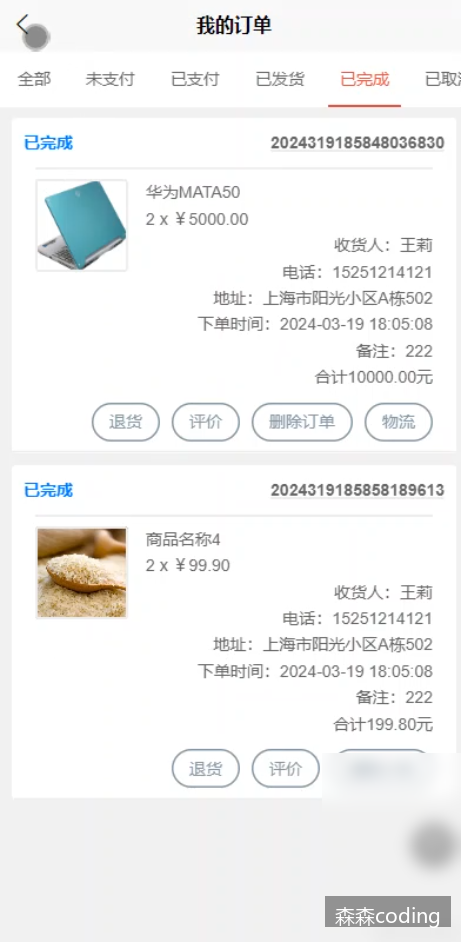 我的订单
全部 未支付 已支付 已发货 已完成 已取
已完成 2024319185848036830
华为MATA50
2 x ￥5000.00
收货人：王莉
电话：15251214121
地址：上海市阳光小区A栋502
下单时间：2024-03-19 18:05:08
备注：222
合计10000.00元
退货 评价 删除订单 物流
已完成 2024319185858189613
商品名称4
2 x ￥99.90
收货人：王莉
电话：15251214121
地址：上海市阳光小区A栋502
下单时间：2024-03-19 18:05:08
备注：222
合计199.80元
退货 评价
森森coding